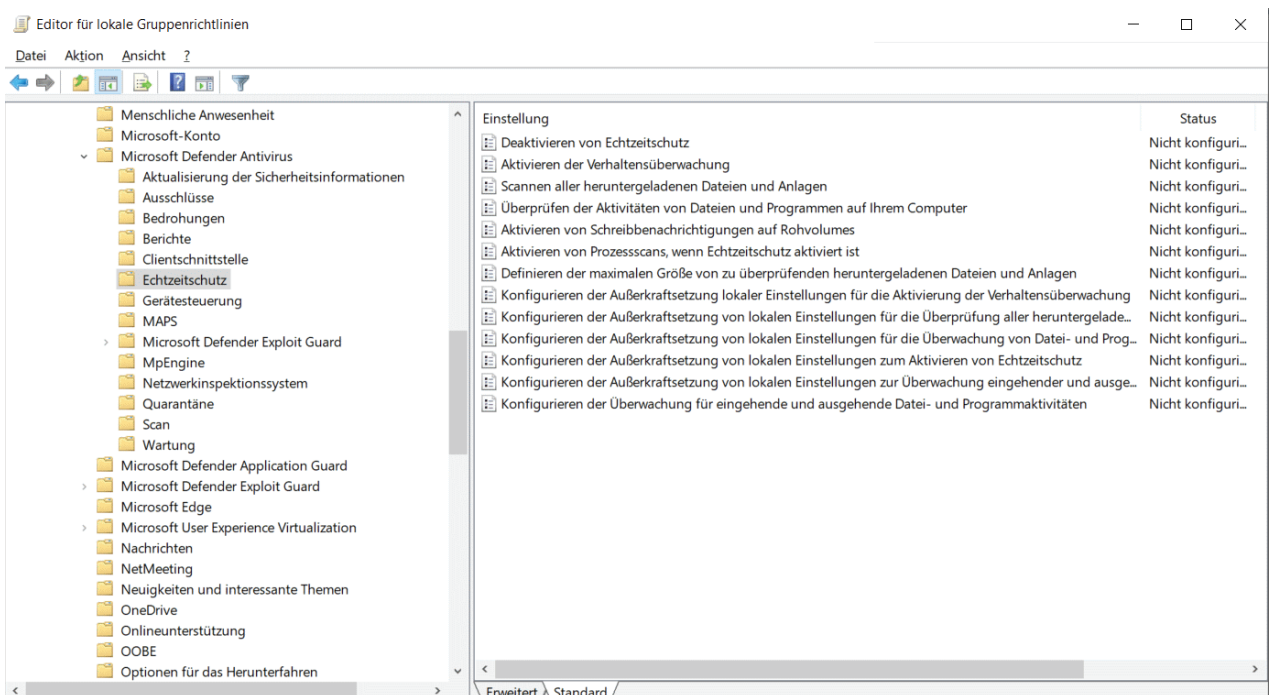 Editor für lokale Gruppenrichtlinien
Datei Aktion Ansicht ?
Menschliche Anwesenheit
Microsoft-Konto
Microsoft Defender Antivirus
Aktualisierung der Sicherheitsinformationen
Ausschlüsse
Bedrohungen
Berichte
Clientschnittstelle
Echtzeitschutz
Gerätesteuerung
MAPS
Microsoft Defender Exploit Guard
MpEngine
Netzwerkinspektionssystem
Quarantäne
Scan
Wartung
Microsoft Defender Application Guard
Microsoft Defender Exploit Guard
Microsoft Edge
Microsoft User Experience Virtualization
Nachrichten
NetMeeting
Neuigkeiten und interessante Themen
OneDrive
Onlineunterstützung
OOBE
Optionen für das Herunterfahren
Einstellung Status
Deaktivieren von Echtzeitschutz Nicht konfiguri...
Aktivieren der Verhaltensüberwachung Nicht konfiguri...
Scannen aller heruntergeladenen Dateien und Anlagen Nicht konfiguri...
Überprüfen der Aktivitäten von Dateien und Programmen auf Ihrem Computer Nicht konfiguri...
Aktivieren von Schreibbenachrichtigungen auf Rohvolumes Nicht konfiguri...
Aktivieren von Prozessscans, wenn Echtzeitschutz aktiviert ist Nicht konfiguri...
Definieren der maximalen Größe von zu überprüfenden heruntergeladenen Dateien und Anlagen Nicht konfiguri...
Konfigurieren der Außerkraftsetzung lokaler Einstellungen für die Aktivierung der Verhaltensüberwachung Nicht konfiguri...
Konfigurieren der Außerkraftsetzung von lokalen Einstellungen für die Überprüfung aller heruntergelade... Nicht konfiguri...
Konfigurieren der Außerkraftsetzung von lokalen Einstellungen für die Überwachung von Datei- und Prog... Nicht konfiguri...
Konfigurieren der Außerkraftsetzung von lokalen Einstellungen zum Aktivieren von Echtzeitschutz Nicht konfiguri...
Konfigurieren der Außerkraftsetzung von lokalen Einstellungen zur Überwachung eingehender und ausge... Nicht konfiguri...
Konfigurieren der Überwachung für eingehende und ausgehende Datei- und Programmaktivitäten Nicht konfiguri...
Erweitert Standard